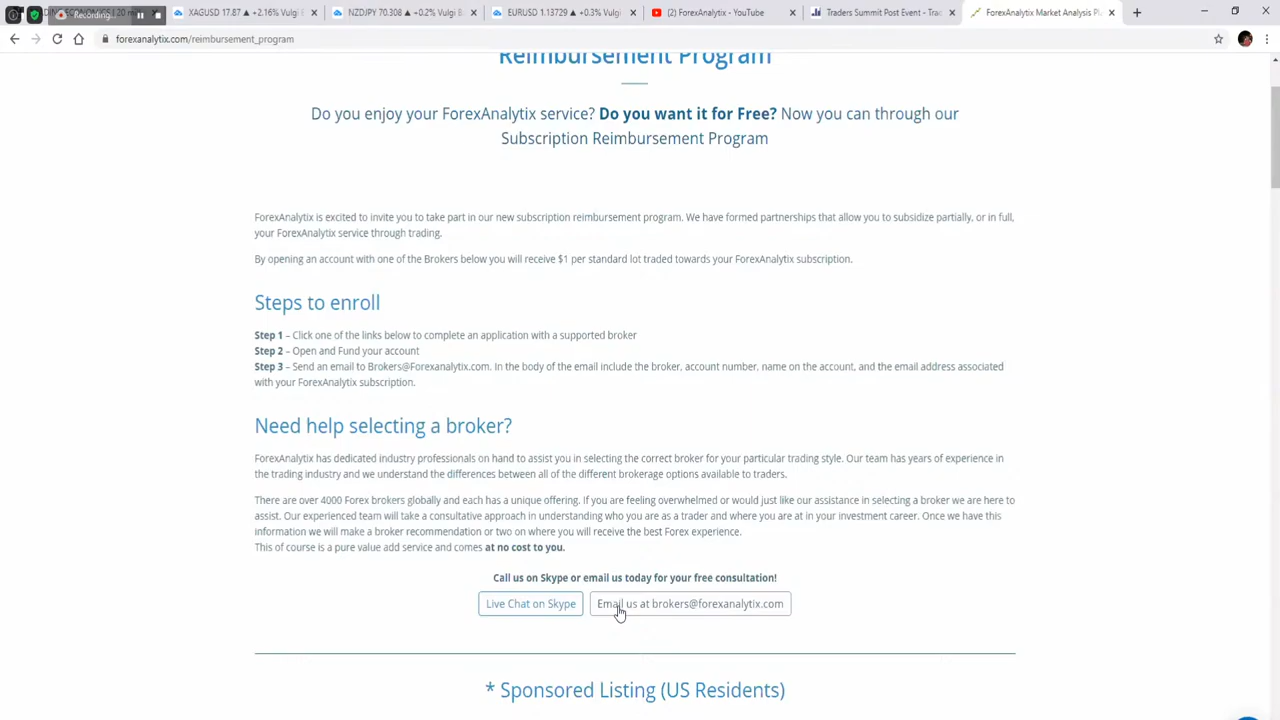 Recording...
XAGUSD 17.87 ▲ +2.16% Vulgi
NZDJPY 70.308 ▲ +0.2% Vulgi B
EURUSD 1.13729 ▲ +0.3% Vulgi
(2) ForexAnalytix - YouTube
Traders Summit Post Event - Trad
ForexAnalytix Market Analysis Pl
forexanalytix.com/reimbursement_program
Reimbursement Program
Do you enjoy your ForexAnalytix service? Do you want it for Free? Now you can through our
Subscription Reimbursement Program
ForexAnalytix is excited to invite you to take part in our new subscription reimbursement program. We have formed partnerships that allow you to subsidize partially, or in full,
your ForexAnalytix service through trading.
By opening an account with one of the Brokers below you will receive $1 per standard lot traded towards your ForexAnalytix subscription.
Steps to enroll
Step 1 – Click one of the links below to complete an application with a supported broker
Step 2 – Open and Fund your account
Step 3 – Send an email to Brokers@Forexanalytix.com. In the body of the email include the broker, account number, name on the account, and the email address associated
with your ForexAnalytix subscription.
Need help selecting a broker?
ForexAnalytix has dedicated industry professionals on hand to assist you in selecting the correct broker for your particular trading style. Our team has years of experience in
the trading industry and we understand the differences between all of the different brokerage options available to traders.
There are over 4000 Forex brokers globally and each has a unique offering. If you are feeling overwhelmed or would just like our assistance in selecting a broker we are here to
assist. Our experienced team will take a consultative approach in understanding who you are as a trader and where you are at in your investment career. Once we have this
information we will make a broker recommendation or two on where you will receive the best Forex experience.
This of course is a pure value add service and comes at no cost to you.
Call us on Skype or email us today for your free consultation!
Live Chat on Skype
Email us at brokers@forexanalytix.com
* Sponsored Listing (US Residents)